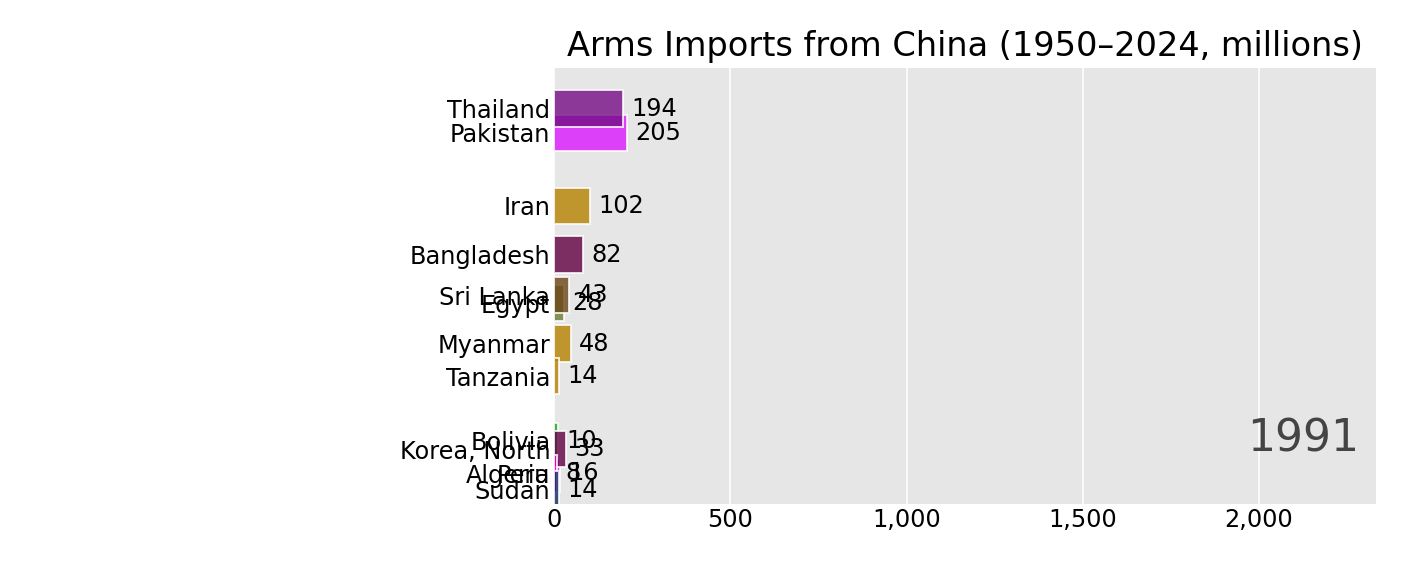 Arms Imports from China (1950–2024, millions)
Thailand 194
Pakistan 205
Iran 102
Bangladesh 82
Sri Lanka 43
Egypt 28
Myanmar 48
Tanzania 14
Bolivia 10
1991
Korea, North 33
Algeria 8
Peru 16
Sudan 14
0 500 1,000 1,500 2,000